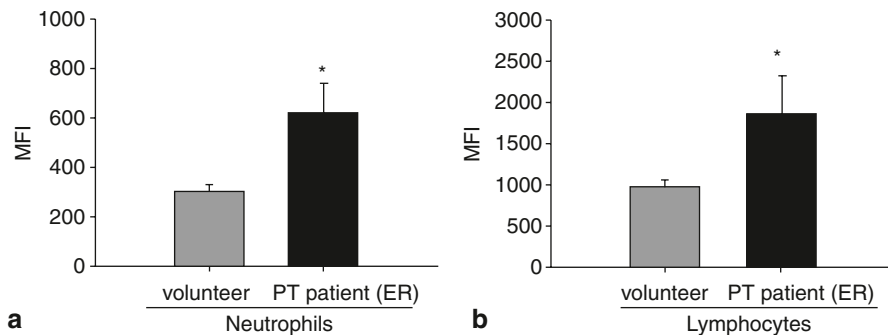 1000
800
600
400
200
0
MFI
*
volunteer PT patient (ER)
Neutrophils
a
3000
2500
2000
1500
1000
500
0
MFI
*
volunteer PT patient (ER)
Lymphocytes
b